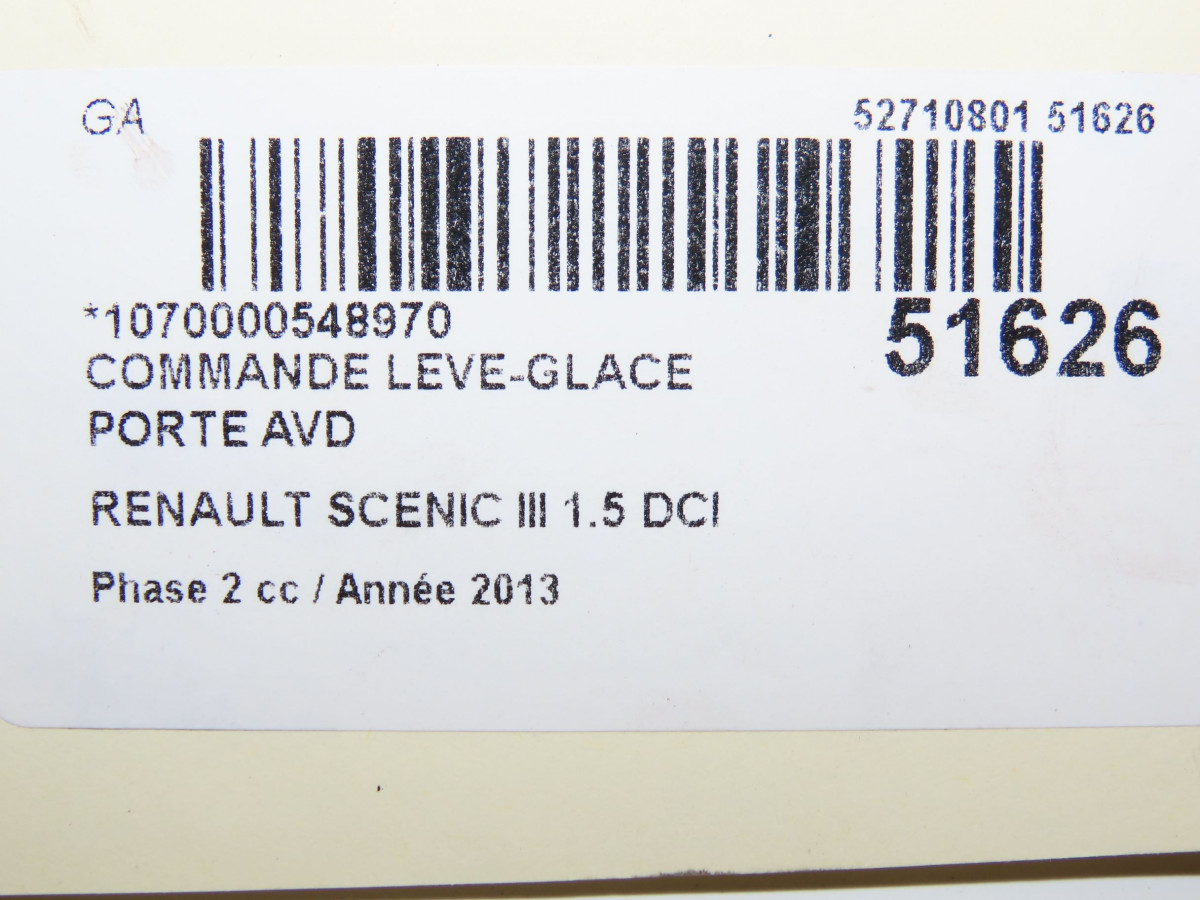 GA 52710801 51626
*1070000548970
51626
COMMANDE LEVE-GLACE
PORTE AVD
RENAULT SCENIC III 1.5 DCI
Phase 2 cc / Année 2013